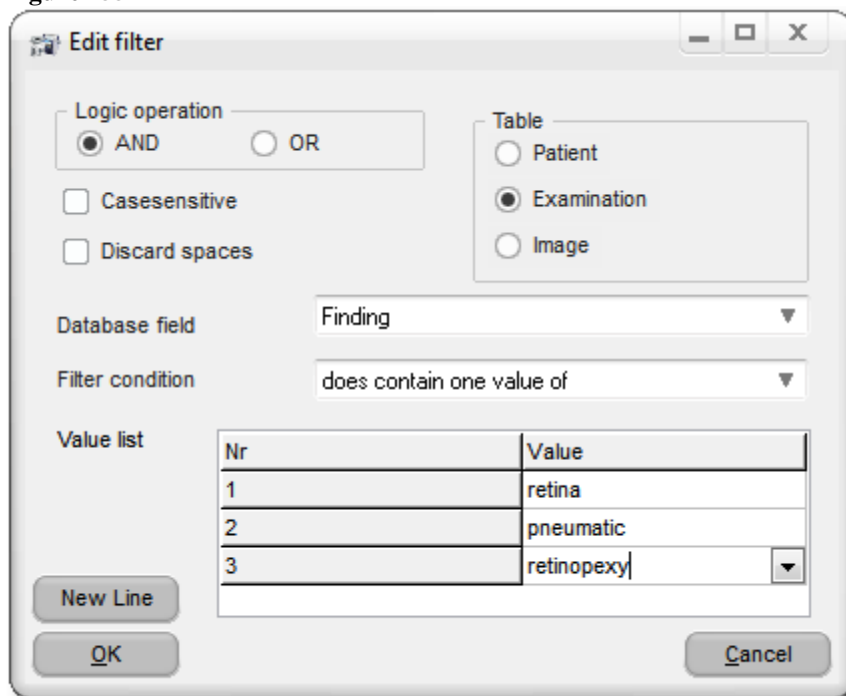 Edit filter
Logic operation
AND OR
Table
Patient
Casesensitive
Examination
Discard spaces
Image
Database field Finding
Filter condition does contain one value of
Value list
Nr Value
1 retina
2 pneumatic
3 retinopexy
New Line
OK Cancel